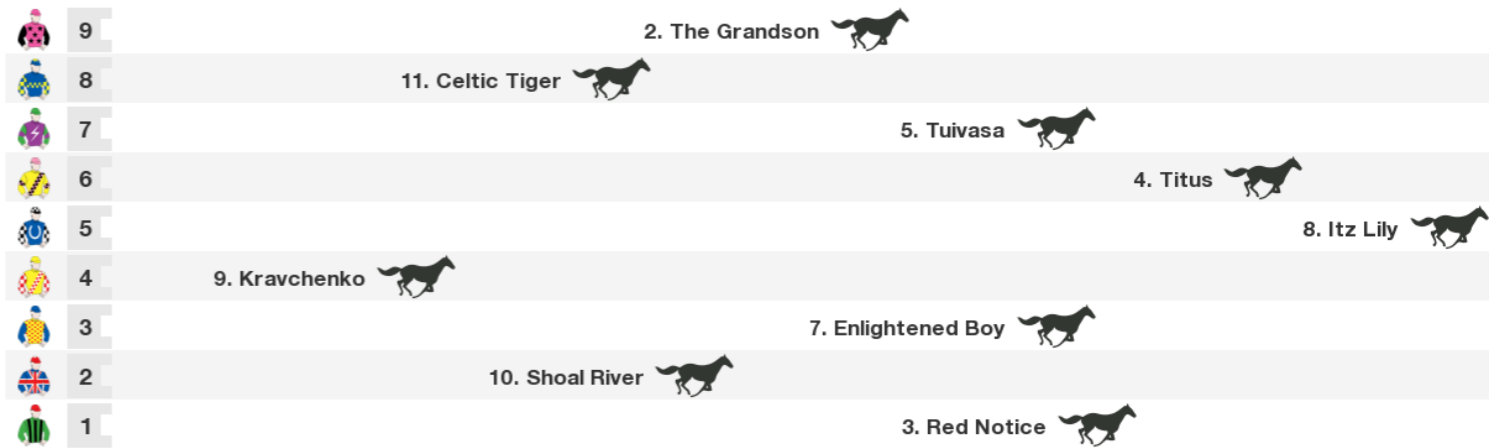 9 2. The Grandson
8 11. Celtic Tiger
7 5. Tuivasa
6 4. Titus
5 8. Itz Lily
4 9. Kravchenko
3 7. Enlightened Boy
2 10. Shoal River
1 3. Red Notice